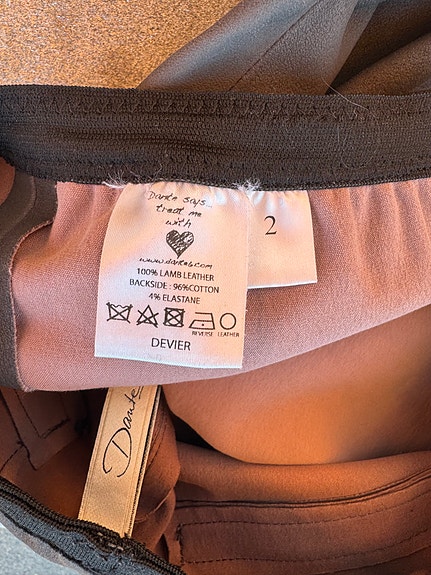 Dante says...
treat me
with
www.dante6.com
100% LAMB LEATHER
BACKSIDE : 96%COTTON
4% ELASTANE
REVERSE LEATHER
DEVIER
2
Dante